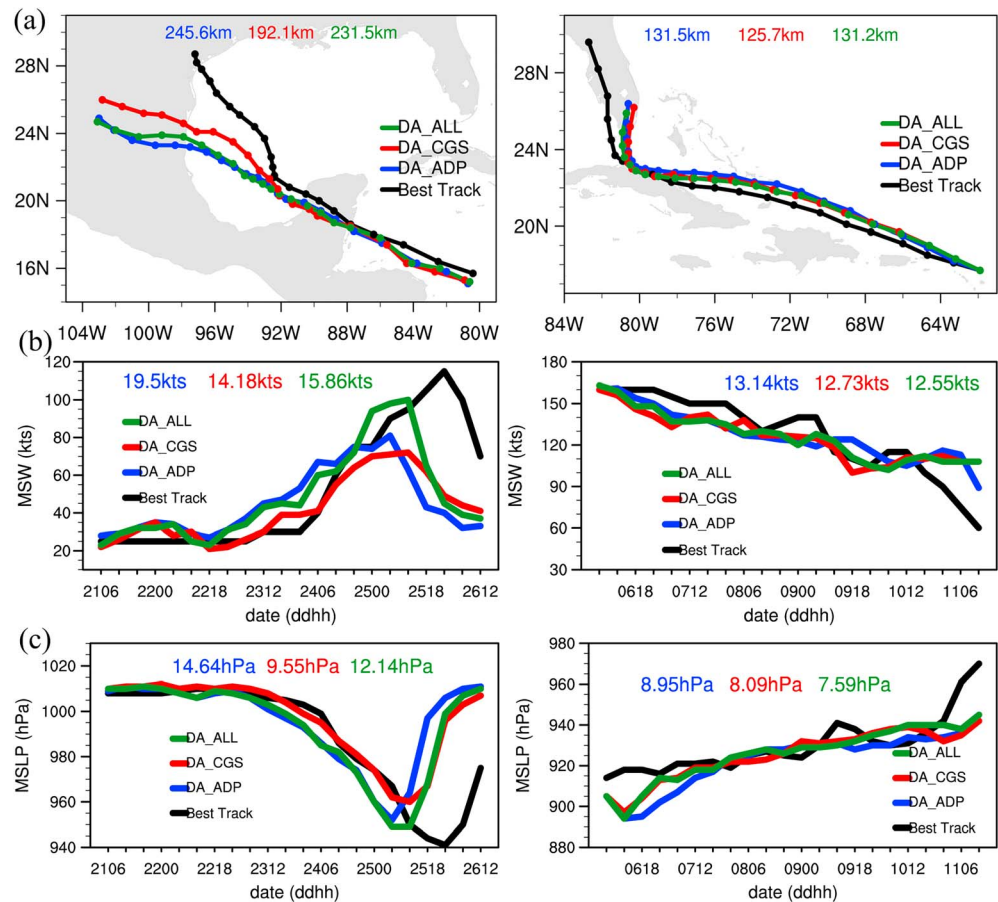 (a)
245.6km 192.1km 231.5km
28N
24N
20N
16N
DA_ALL
DA_CGS
DA_ADP
Best Track
104W 100W 96W 92W 88W 84W 80W
131.5km 125.7km 131.2km
28N
24N
20N
DA_ALL
DA_CGS
DA_ADP
Best Track
84W 80W 76W 72W 68W 64W
(b)
120
100
80
60
40
20
MSW (kts)
19.5kts 14.18kts 15.86kts
DA_ALL
DA_CGS
DA_ADP
Best Track
2106 2200 2218 2312 2406 2500 2518 2612
date (ddhh)
180
150
120
90
60
30
MSW (kts)
13.14kts 12.73kts 12.55kts
DA_ALL
DA_CGS
DA_ADP
Best Track
0618 0712 0806 0900 0918 1012 1106
date (ddhh)
(c)
1020
1000
980
960
940
MSLP (hPa)
14.64hPa 9.55hPa 12.14hPa
DA_ALL
DA_CGS
DA_ADP
Best Track
2106 2200 2218 2312 2406 2500 2518 2612
date (ddhh)
980
960
940
920
900
880
MSLP (hPa)
8.95hPa 8.09hPa 7.59hPa
DA_ALL
DA_CGS
DA_ADP
Best Track
0618 0712 0806 0900 0918 1012 1106
date (ddhh)